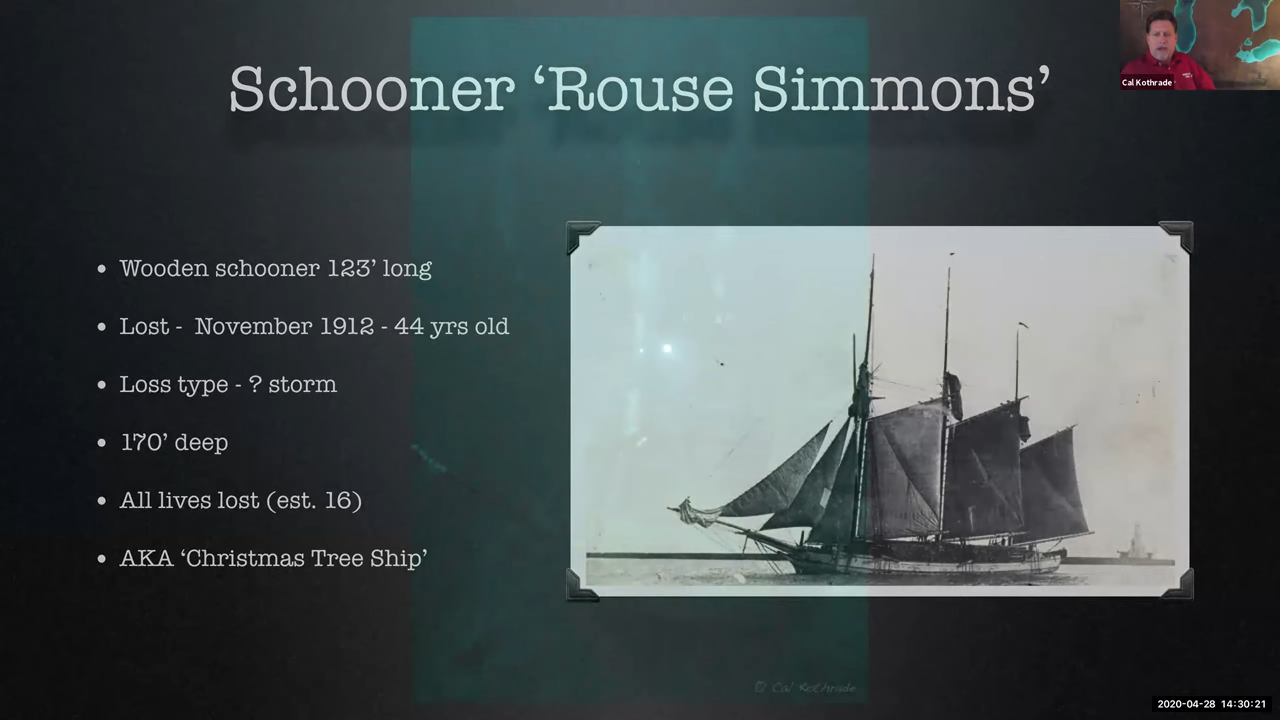 Schooner ‘Rouse Simmons’
Cal Kothrade
• Wooden schooner 123’ long
• Lost - November 1912 - 44 yrs old
• Loss type - ? storm
• 170’ deep
• All lives lost (est. 16)
• AKA ‘Christmas Tree Ship’
© Cal Kothrade
2020-04-28 14:30:21